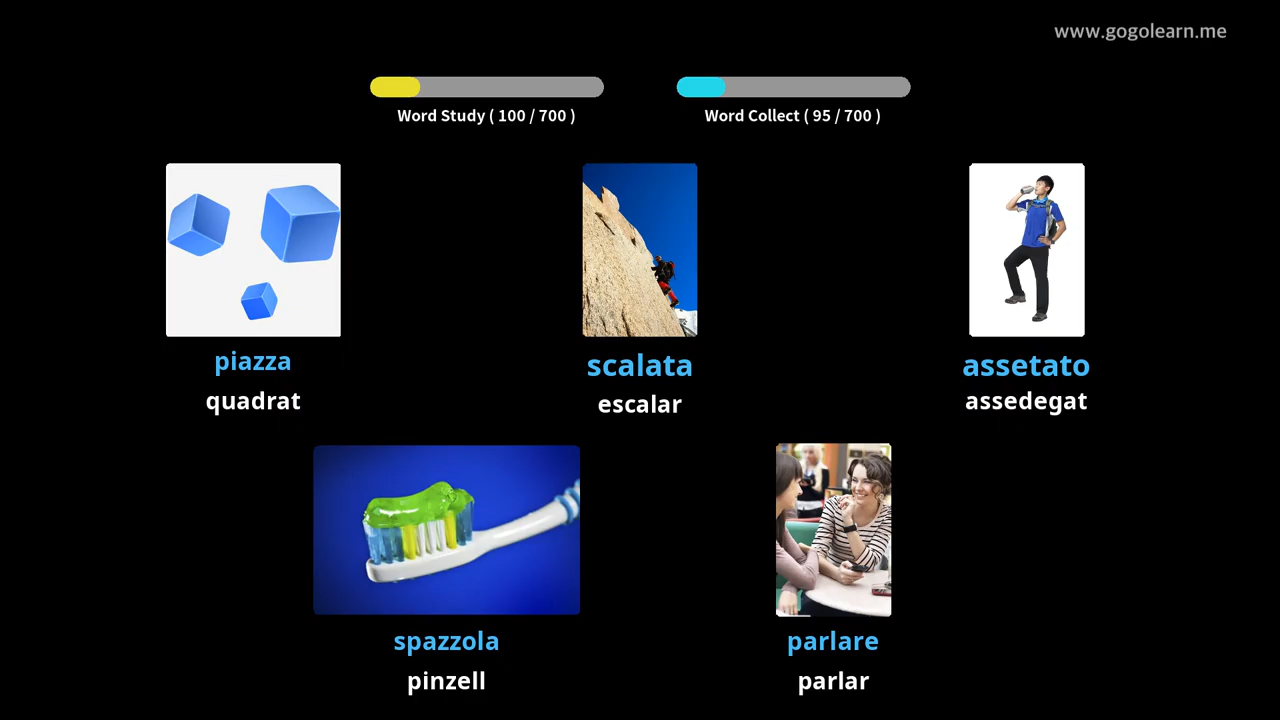 www.gogolearn.me
Word Study ( 100 / 700 )
Word Collect ( 95 / 700 )
piazza
quadrat
scalata
escalar
assetato
assedegat
spazzola
pinzell
parlare
parlar